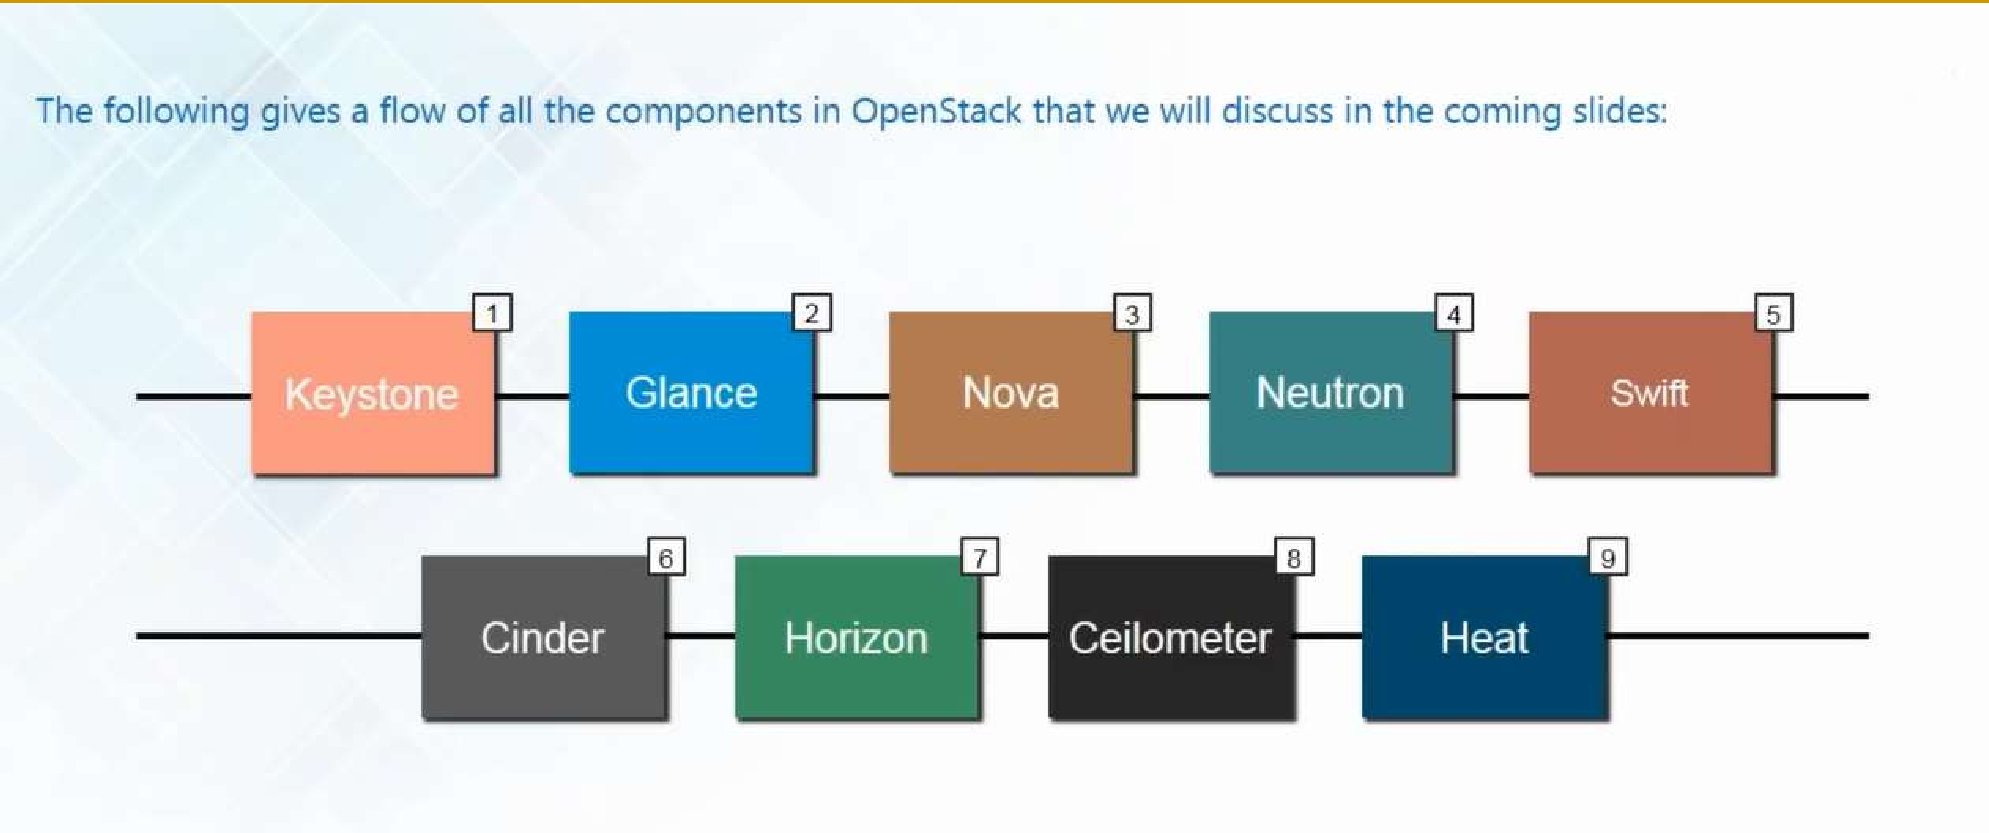 The following gives a flow of all the components in OpenStack that we will discuss in the coming slides:
1
2
3
4
5
Keystone
Glance
Nova
Neutron
Swift
6
7
8
9
Cinder
Horizon
Ceilometer
Heat